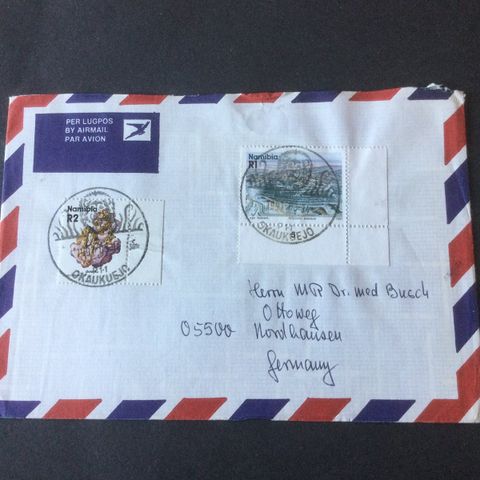 PER LUGPOS
BY AIRMAIL
PAR AVION
Namibia
R1
OKAUKUEJO
Namibia
R2
OKAUKUEJO
Herrn MR Dr. med Busch
Ottoweg
05500 Nordhausen
Germany